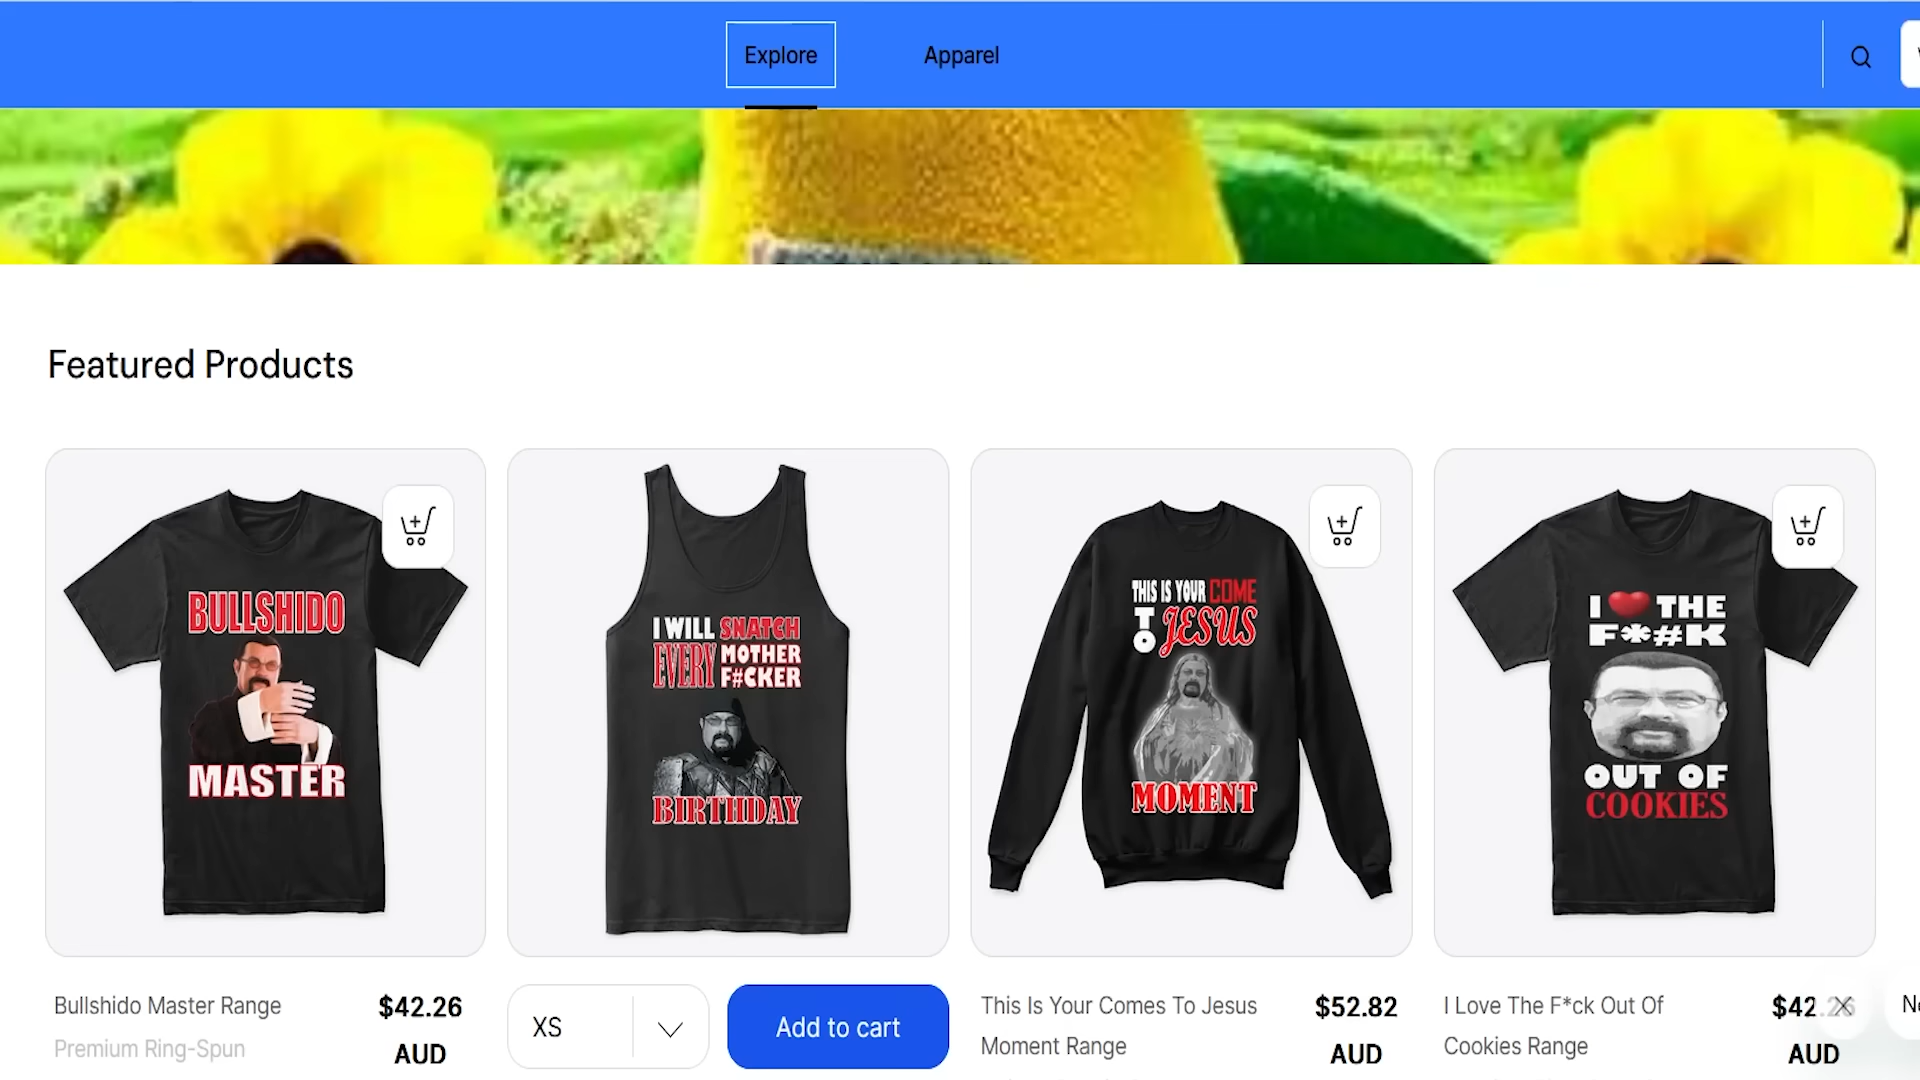 Explore
Apparel
Featured Products
BULLSHIDO
MASTER
I WILL SNATCH
EVERY MOTHER
F#CKER
BIRTHDAY
THIS IS YOUR COME
TO JESUS
MOMENT
I THE
F*#K
OUT OF
COOKIES
Bullshido Master Range
Premium Ring-Spun
$42.26
AUD
XS
Add to cart
This Is Your Comes To Jesus
Moment Range
$52.82
AUD
I Love The F*ck Out Of
Cookies Range
$42.26
AUD